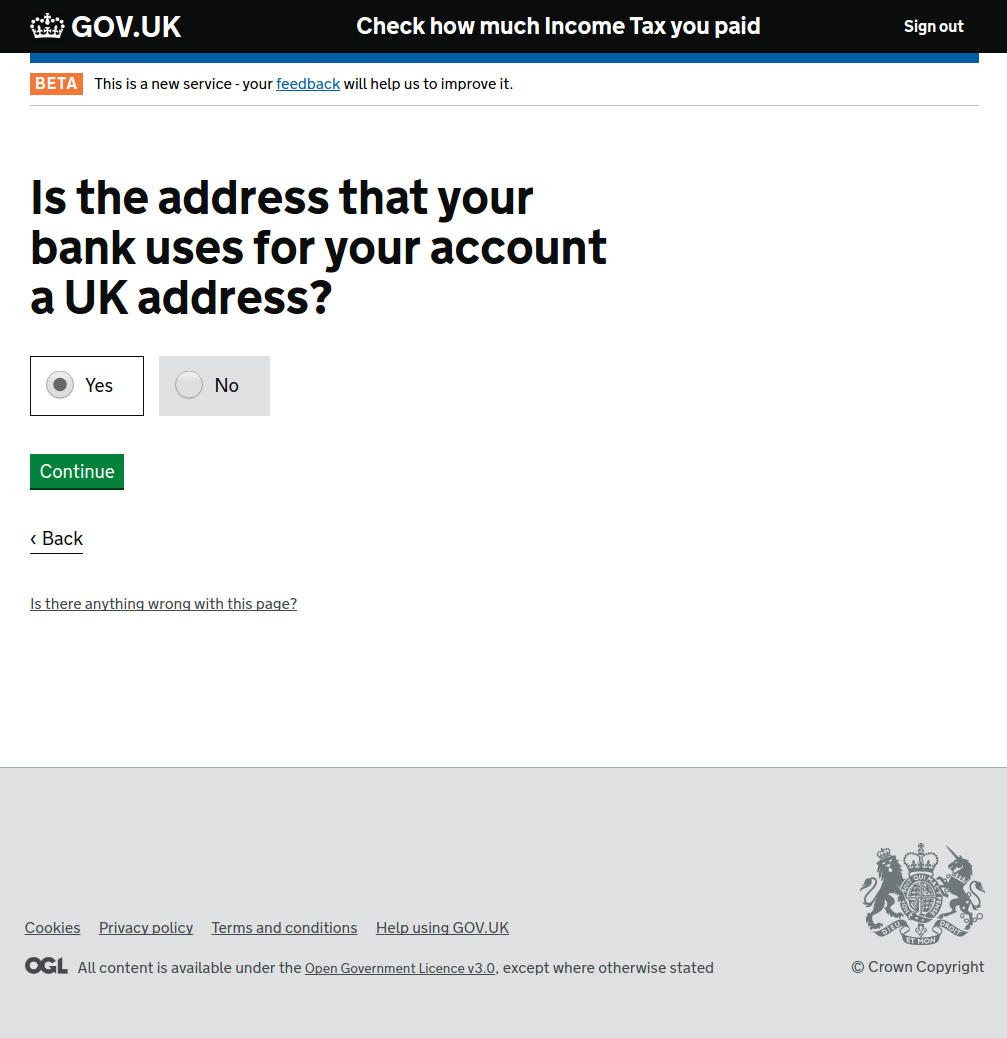 GOV.UK Check how much Income Tax you paid Sign out
BETA This is a new service - your feedback will help us to improve it.
Is the address that your
bank uses for your account
a UK address?
Yes No
Continue
‹ Back
Is there anything wrong with this page?
Cookies Privacy policy Terms and conditions Help using GOV.UK
OGL All content is available under the Open Government Licence v3.0, except where otherwise stated
DIEU ET MON DROIT
© Crown Copyright